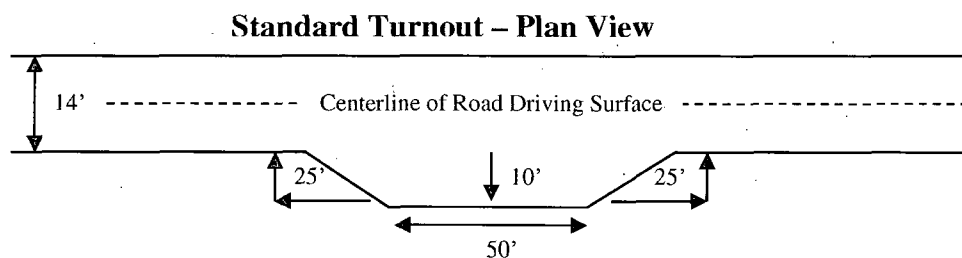 Standard Turnout – Plan View
14'
Centerline of Road Driving Surface
25'
10'
25'
50'